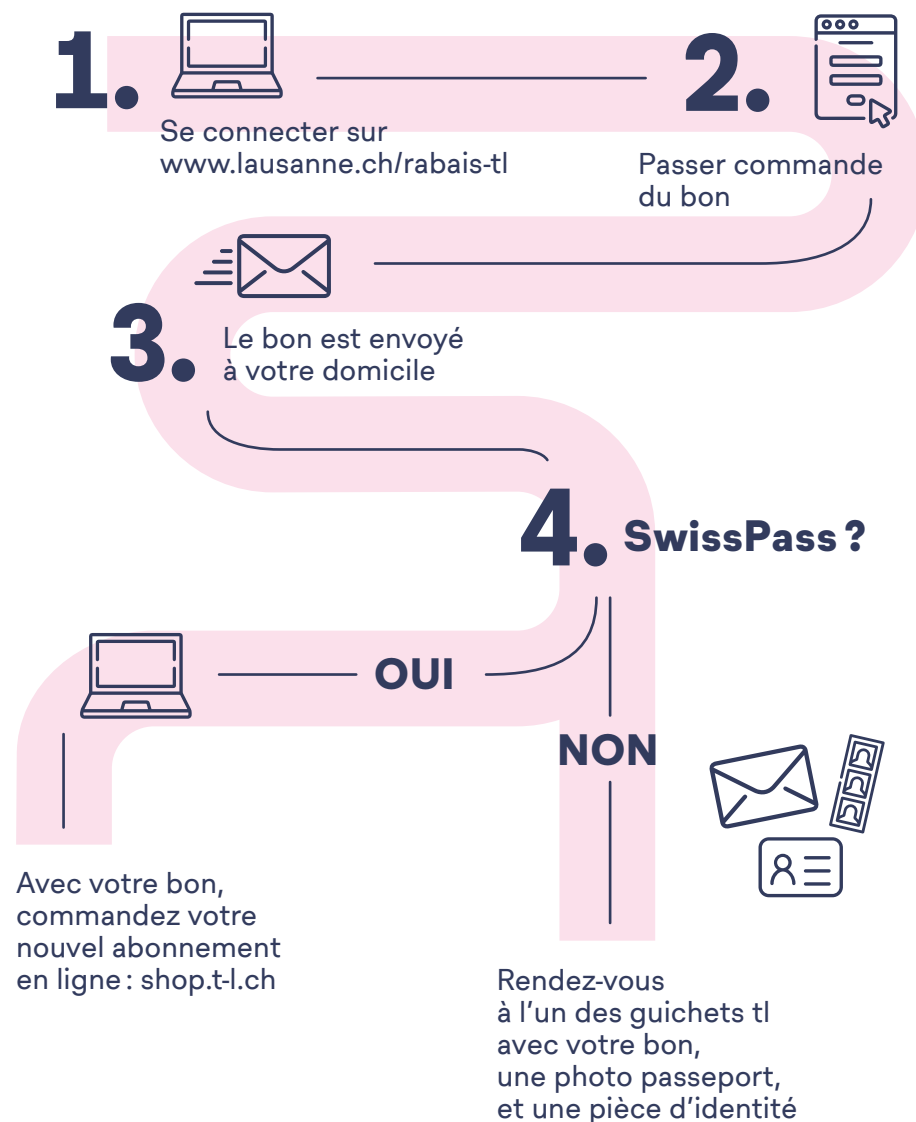 1.
Se connecter sur
www.lausanne.ch/rabais-tl
2.
Passer commande
du bon
3.
Le bon est envoyé
à votre domicile
4. SwissPass ?
OUI
NON
Avec votre bon,
commandez votre
nouvel abonnement
en ligne : shop.t-l.ch
Rendez-vous
à l’un des guichets tl
avec votre bon,
une photo passeport,
et une pièce d’identité